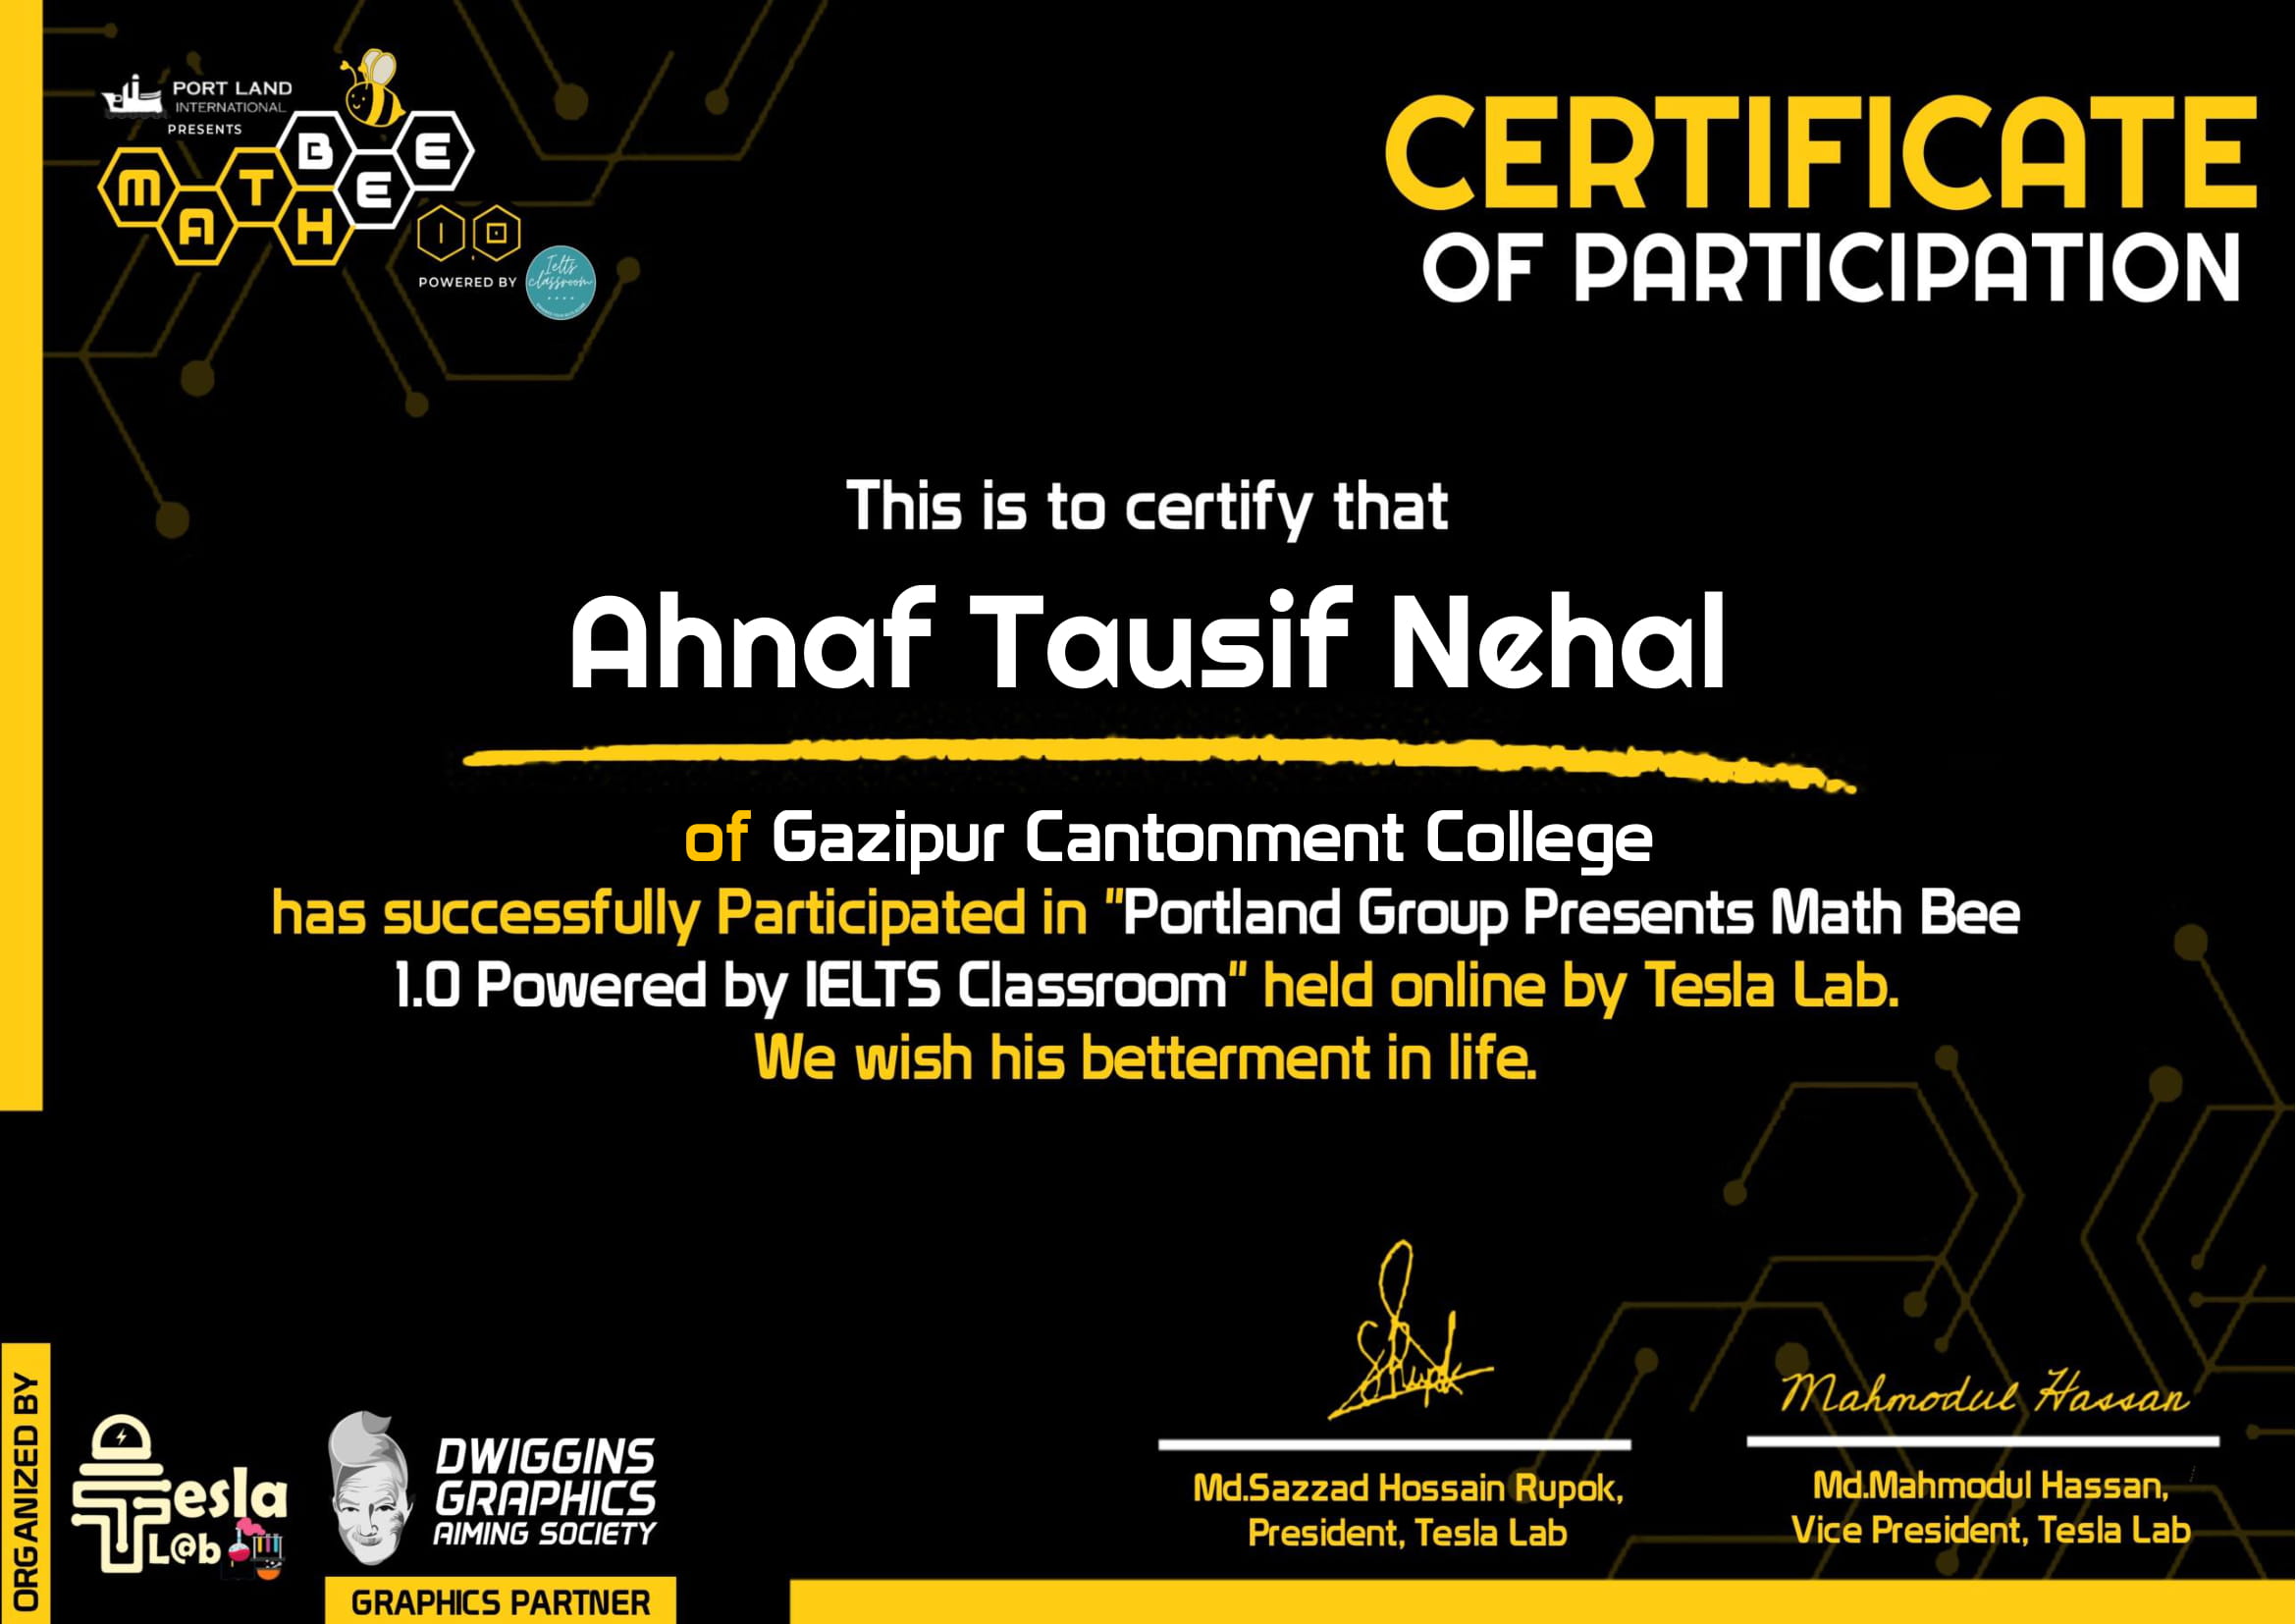 PORT LAND
INTERNATIONAL
PRESENTS
MATH BEE
1.0
POWERED BY
Ielts
classroom
CERTIFICATE
OF PARTICIPATION
This is to certify that
Ahnaf Tausif Nehal
of Gazipur Cantonment College
has successfully Participated in "Portland Group Presents Math Bee
1.0 Powered by IELTS Classroom" held online by Tesla Lab.
We wish his betterment in life.
ORGANIZED BY
Tesla
L@b
DWIGGINS
GRAPHICS
AIMING SOCIETY
GRAPHICS PARTNER
Md.Sazzad Hossain Rupok,
President, Tesla Lab
Mahmodul Hassan
Md.Mahmodul Hassan,
Vice President, Tesla Lab